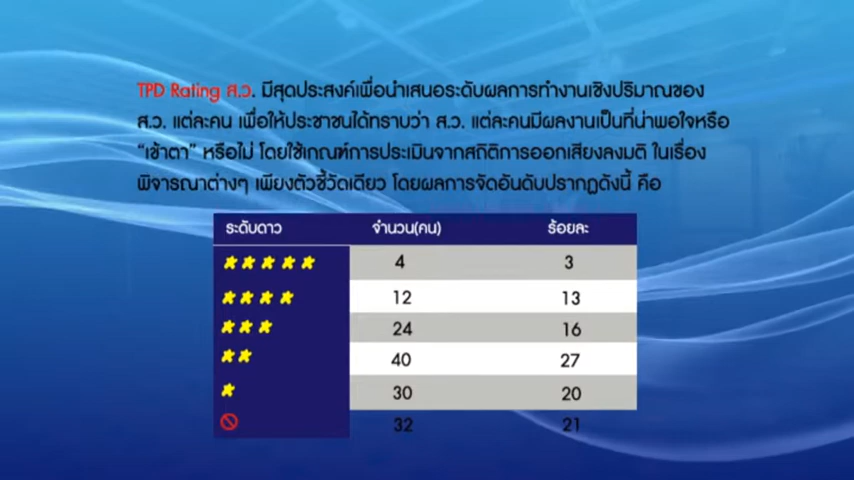 TPD Rating ส.ว. มีสุดประสงค์เพื่อนำเสนอระดับผลการทำงานเชิงปริมาณของ
ส.ว. แต่ละคน เพื่อให้ประชาชนได้ทราบว่า ส.ว. แต่ละคนมีผลงานเป็นที่น่าพอใจหรือ
“เข้าตา” หรือไม่ โดยใช้เกณฑ์การประเมินจากสถิติการออกเสียงลงมติ ในเรื่อง
พิจารณาต่างๆ เพียงตัวชี้วัดเดียว โดยผลการจัดอันดับปรากฏดังนี้ คือ
ระดับดาว จำนวน(คน) ร้อยละ
4 3
12 13
24 16
40 27
30 20
32 21